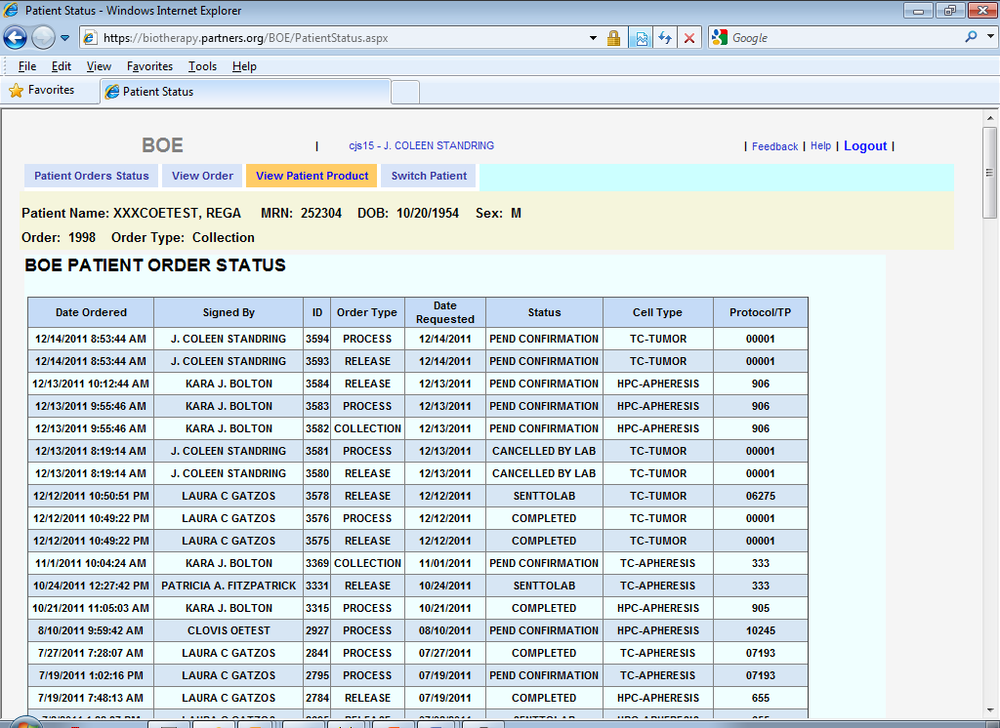 Patient Status - Windows Internet Explorer
https://biotherapy.partners.org/BOE/PatientStatus.aspx
Google
File Edit View Favorites Tools Help
Favorites
Patient Status
BOE | cjs15 - J. COLEEN STANDRING | Feedback | Help | Logout |
Patient Orders Status View Order View Patient Product Switch Patient
Patient Name: XXXCOETEST, REGA MRN: 252304 DOB: 10/20/1954 Sex: M
Order: 1998 Order Type: Collection
BOE PATIENT ORDER STATUS
Date Ordered Signed By ID Order Type Date Requested Status Cell Type Protocol/TP
12/14/2011 8:53:44 AM J. COLEEN STANDRING 3594 PROCESS 12/14/2011 PEND CONFIRMATION TC-TUMOR 00001
12/14/2011 8:53:44 AM J. COLEEN STANDRING 3593 RELEASE 12/14/2011 PEND CONFIRMATION TC-TUMOR 00001
12/13/2011 10:12:44 AM KARA J. BOLTON 3584 RELEASE 12/13/2011 PEND CONFIRMATION HPC-APHERESIS 906
12/13/2011 9:55:46 AM KARA J. BOLTON 3583 PROCESS 12/13/2011 PEND CONFIRMATION HPC-APHERESIS 906
12/13/2011 9:55:46 AM KARA J. BOLTON 3582 COLLECTION 12/13/2011 PEND CONFIRMATION HPC-APHERESIS 906
12/13/2011 8:19:14 AM J. COLEEN STANDRING 3581 PROCESS 12/13/2011 CANCELLED BY LAB TC-TUMOR 00001
12/13/2011 8:19:14 AM J. COLEEN STANDRING 3580 RELEASE 12/13/2011 CANCELLED BY LAB TC-TUMOR 00001
12/12/2011 10:50:51 PM LAURA C GATZOS 3578 RELEASE 12/12/2011 SENTTOLAB TC-TUMOR 06275
12/12/2011 10:49:22 PM LAURA C GATZOS 3576 PROCESS 12/12/2011 COMPLETED TC-TUMOR 00001
12/12/2011 10:49:22 PM LAURA C GATZOS 3575 RELEASE 12/12/2011 COMPLETED TC-TUMOR 00001
11/1/2011 10:04:24 AM KARA J. BOLTON 3369 COLLECTION 11/01/2011 PEND CONFIRMATION TC-APHERESIS 333
10/24/2011 12:27:42 PM PATRICIA A. FITZPATRICK 3331 RELEASE 10/24/2011 SENTTOLAB TC-APHERESIS 333
10/21/2011 11:05:03 AM KARA J. BOLTON 3315 PROCESS 10/21/2011 COMPLETED HPC-APHERESIS 905
8/10/2011 9:59:42 AM CLOVIS OETEST 2927 PROCESS 08/10/2011 PEND CONFIRMATION HPC-APHERESIS 10245
7/27/2011 7:28:07 AM LAURA C GATZOS 2841 PROCESS 07/27/2011 COMPLETED TC-APHERESIS 07193
7/19/2011 1:02:16 PM LAURA C GATZOS 2795 PROCESS 07/19/2011 PEND CONFIRMATION TC-APHERESIS 07193
7/19/2011 7:48:13 AM LAURA C GATZOS 2784 RELEASE 07/19/2011 COMPLETED HPC-APHERESIS 655